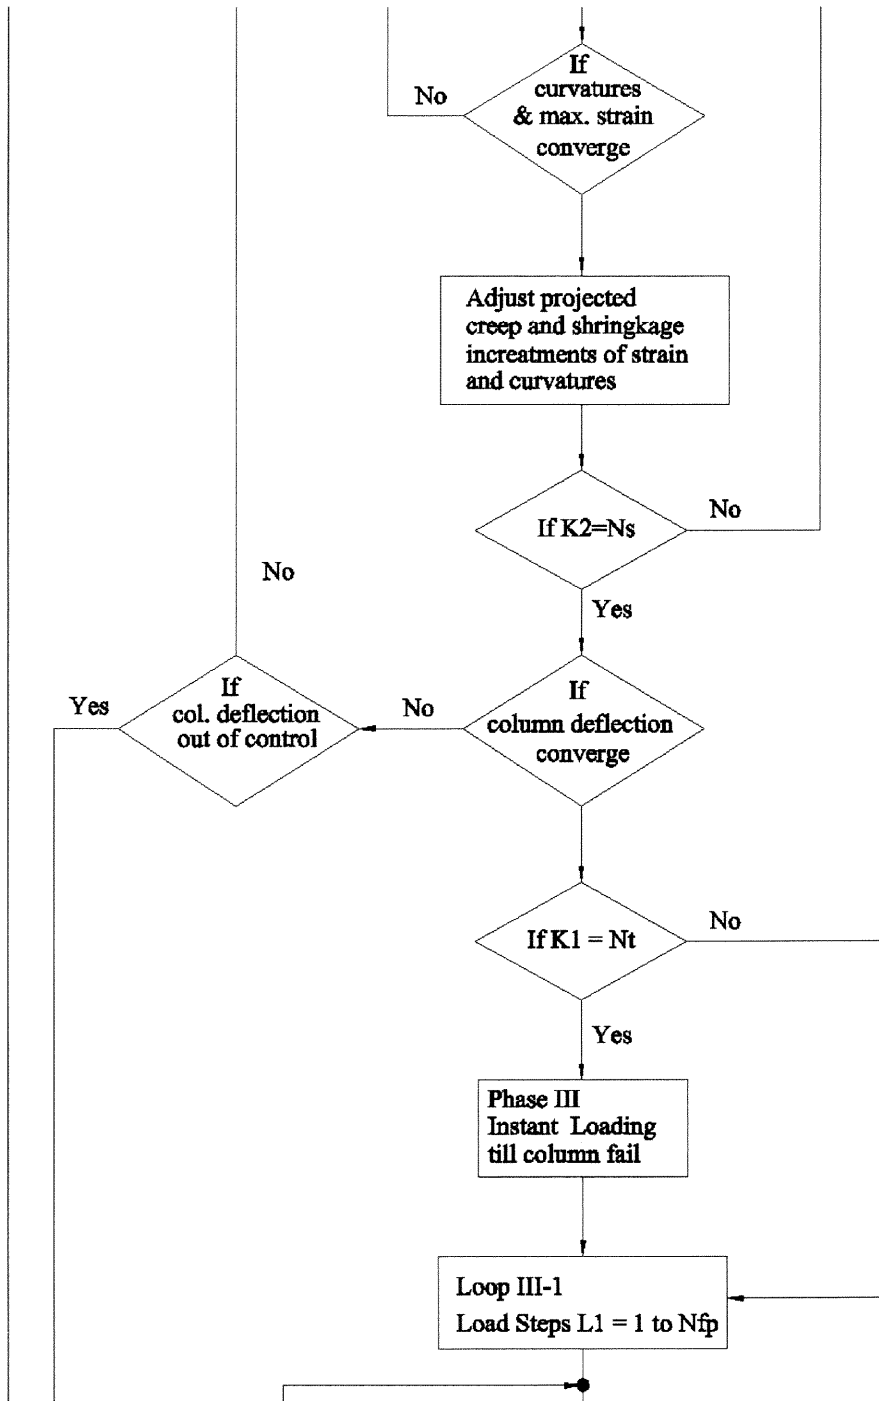 If
curvatures
& max. strain
converge
No
Adjust projected
creep and shringkage
increatments of strain
and curvatures
If K2=Ns
No
Yes
No
If
col. deflection
out of control
Yes
No
If
column deflection
converge
If K1 = Nt
No
Yes
Phase III
Instant Loading
till column fail
Loop III-1
Load Steps L1 = 1 to Nfp